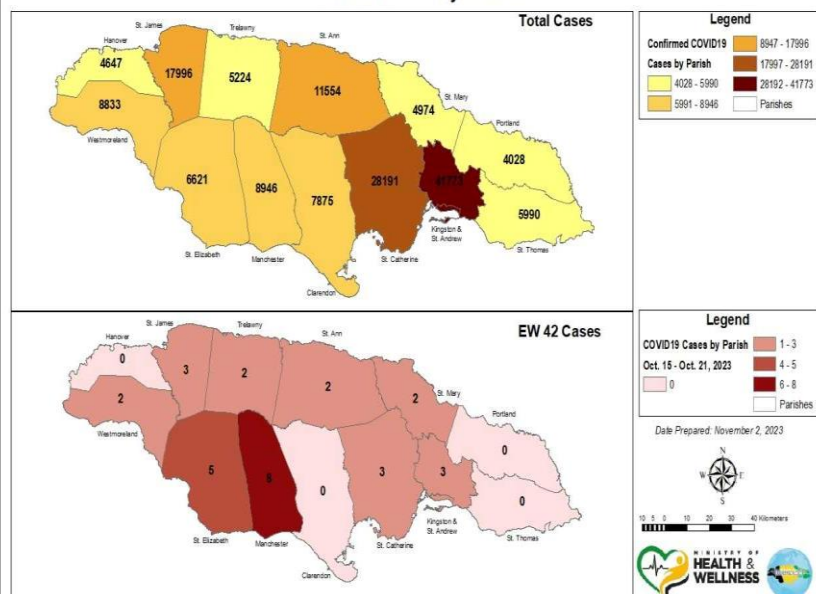 Total Cases
St. James
Trelawny
St. Ann
Hanover
4647
17996
5224
11554
8833
Westmoreland
4974
St. Mary
Portland
4028
6621
8946
7875
28191
41773
5990
St. Elizabeth
Manchester
Clarendon
St. Catherine
Kingston &
St. Andrew
St. Thomas
Legend
Confirmed COVID19
Cases by Parish
4028 - 5990
5991 - 8946
8947 - 17996
17997 - 28191
28192 - 41773
Parishes
EW 42 Cases
St. James
Trelawny
St. Ann
Hanover
0
3
2
2
2
Westmoreland
2
St. Mary
Portland
0
5
8
0
3
3
0
St. Elizabeth
Manchester
Clarendon
St. Catherine
Kingston &
St. Andrew
St. Thomas
Legend
COVID19 Cases by Parish
Oct. 15 - Oct. 21, 2023
0
1 - 3
4 - 5
6 - 8
Parishes
Date Prepared: November 2, 2023
N
W E
S
10 5 0 10 20 30 40 Kilometers
MINISTRY OF
HEALTH &
WELLNESS